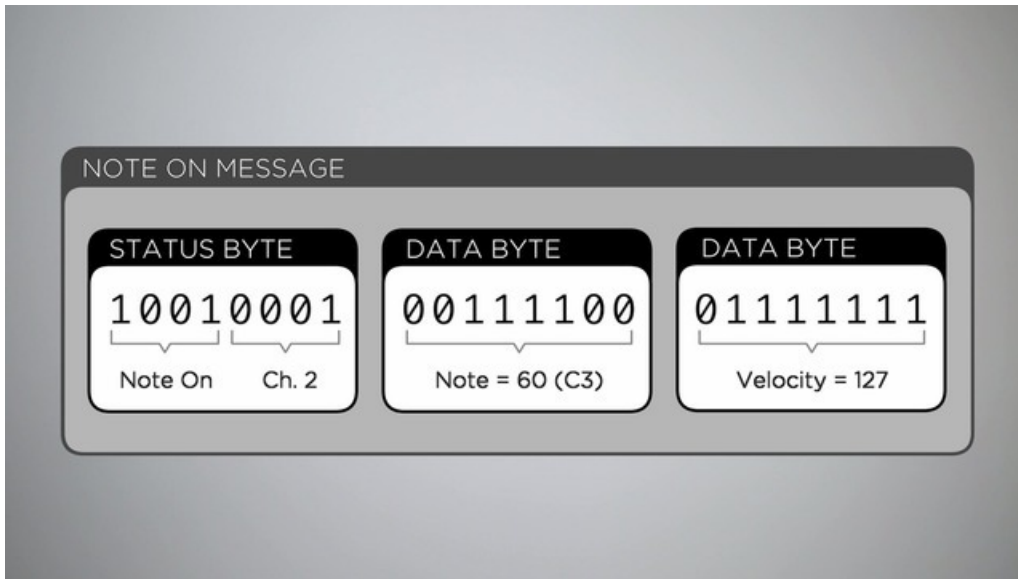 NOTE ON MESSAGE
STATUS BYTE
10010001
Note On Ch. 2
DATA BYTE
00111100
Note = 60 (C3)
DATA BYTE
01111111
Velocity = 127